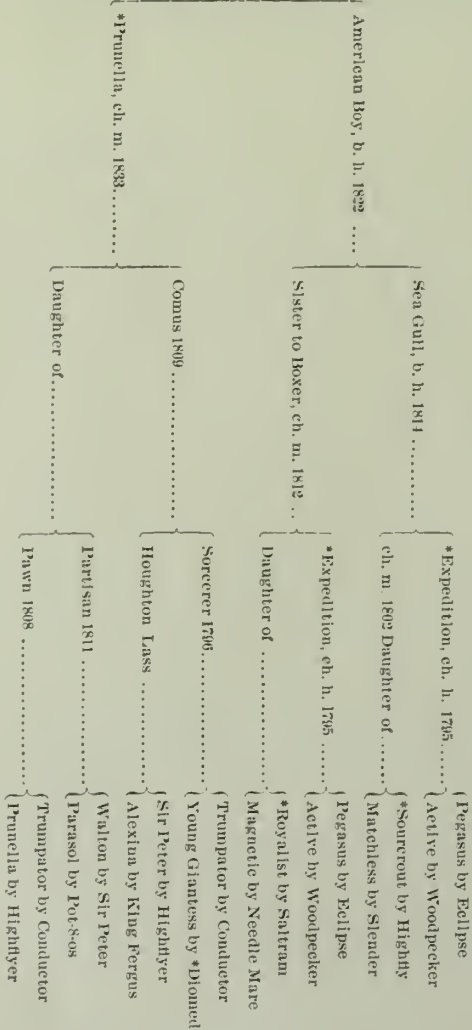 American Boy, b. h. 1822 ....
*Prunella, ch. m. 1833.........
Sea Gull, b. h. 1814 ............
Sister to Boxer, ch. m. 1812 ..
Comus 1809 ....................
Daughter of...................
*Expedition, ch. h. 1795......
ch. m. 1802 Daughter of.......
*Expedition, ch. h. 1795 ......
Daughter of ..................
Sorcerer 1796..................
Houghton Lass ................
Partisan 1811 ..................
Pawn 1808 .....................
Pegasus by Eclipse
Active by Woodpecker
*Sourcrout by Highfly
Matchless by Slender
Pegasus by Eclipse
Active by Woodpecker
*Royalist by Saltram
Magnetic by Needle Mare
Trumpator by Conductor
Young Giantess by *Diomed
Sir Peter by Highflyer
Alexina by King Fergus
Walton by Sir Peter
Parasol by Pot-8-os
Trumpator by Conductor
Prunella by Highflyer